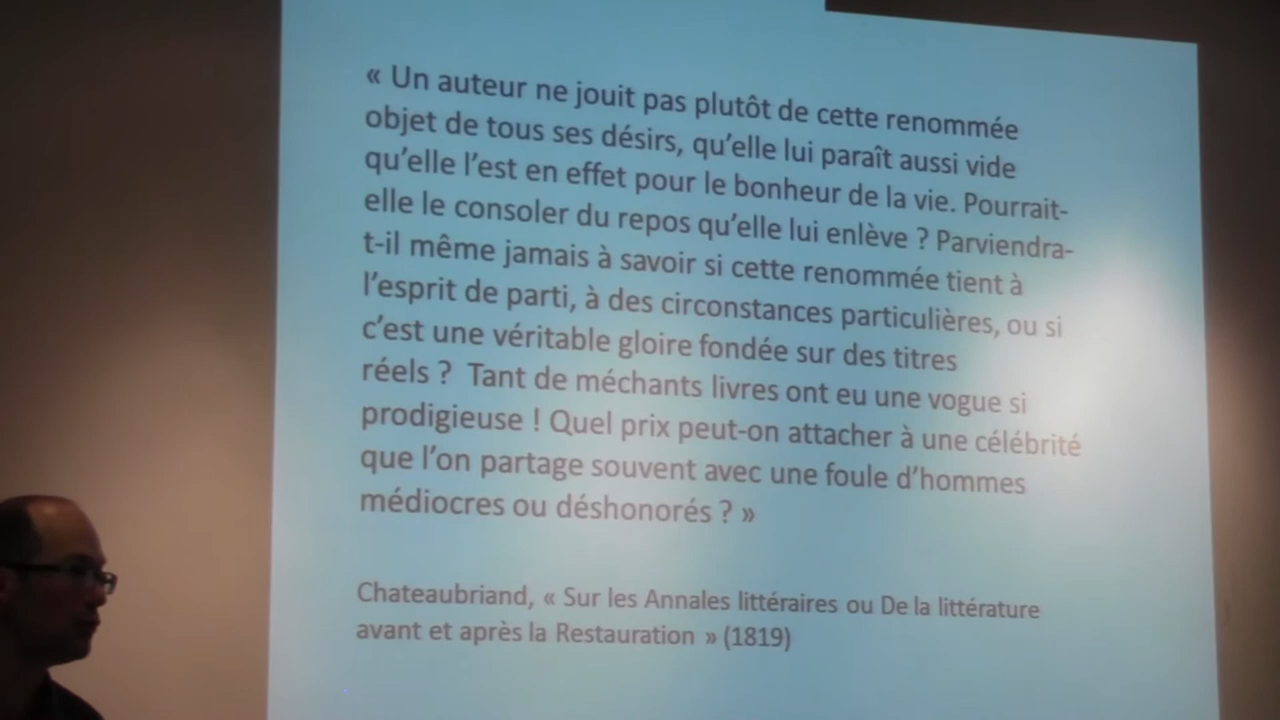 « Un auteur ne jouit pas plutôt de cette renommée
objet de tous ses désirs, qu’elle lui paraît aussi vide
qu’elle l’est en effet pour le bonheur de la vie. Pourrait-
elle le consoler du repos qu’elle lui enlève ? Parviendra-
t-il même jamais à savoir si cette renommée tient à
l’esprit de parti, à des circonstances particulières, ou si
c’est une véritable gloire fondée sur des titres
réels ?  Tant de méchants livres ont eu une vogue si
prodigieuse ! Quel prix peut-on attacher à une célébrité
que l’on partage souvent avec une foule d’hommes
médiocres ou déshonorés ? »
Chateaubriand, « Sur les Annales littéraires ou De la littérature
avant et après la Restauration » (1819)